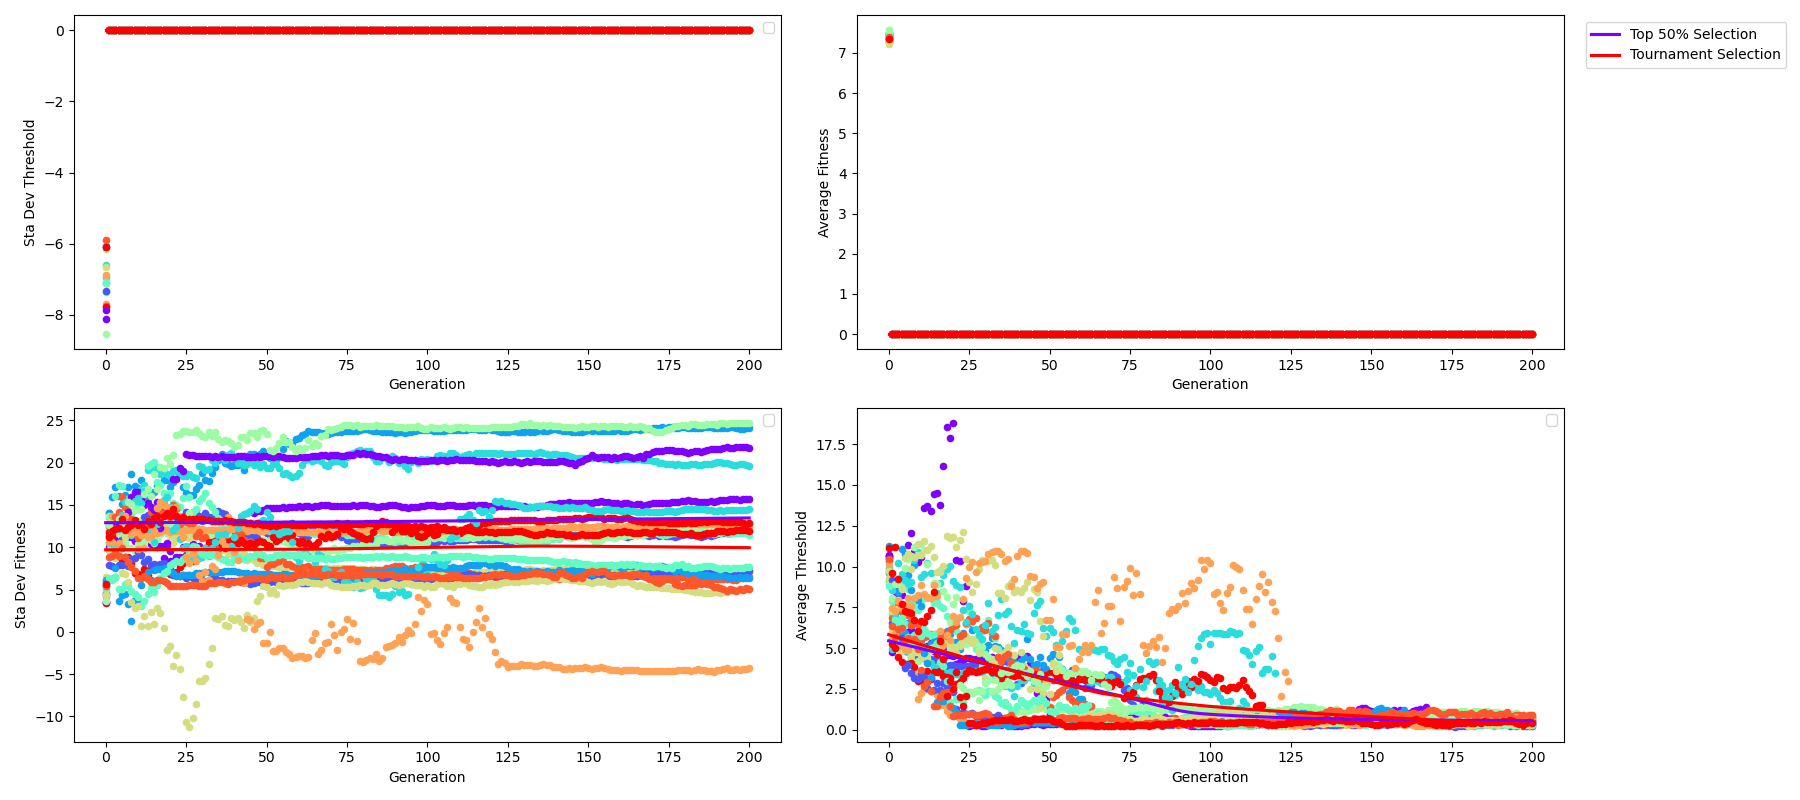 0
−2
−4
−6
−8
Sta Dev Threshold
0 25 50 75 100 125 150 175 200
Generation
7
6
5
4
3
2
1
0
Average Fitness
0 25 50 75 100 125 150 175 200
Generation
Top 50% Selection
Tournament Selection
25
20
15
10
5
0
−5
−10
Sta Dev Fitness
0 25 50 75 100 125 150 175 200
Generation
17.5
15.0
12.5
10.0
7.5
5.0
2.5
0.0
Average Threshold
0 25 50 75 100 125 150 175 200
Generation